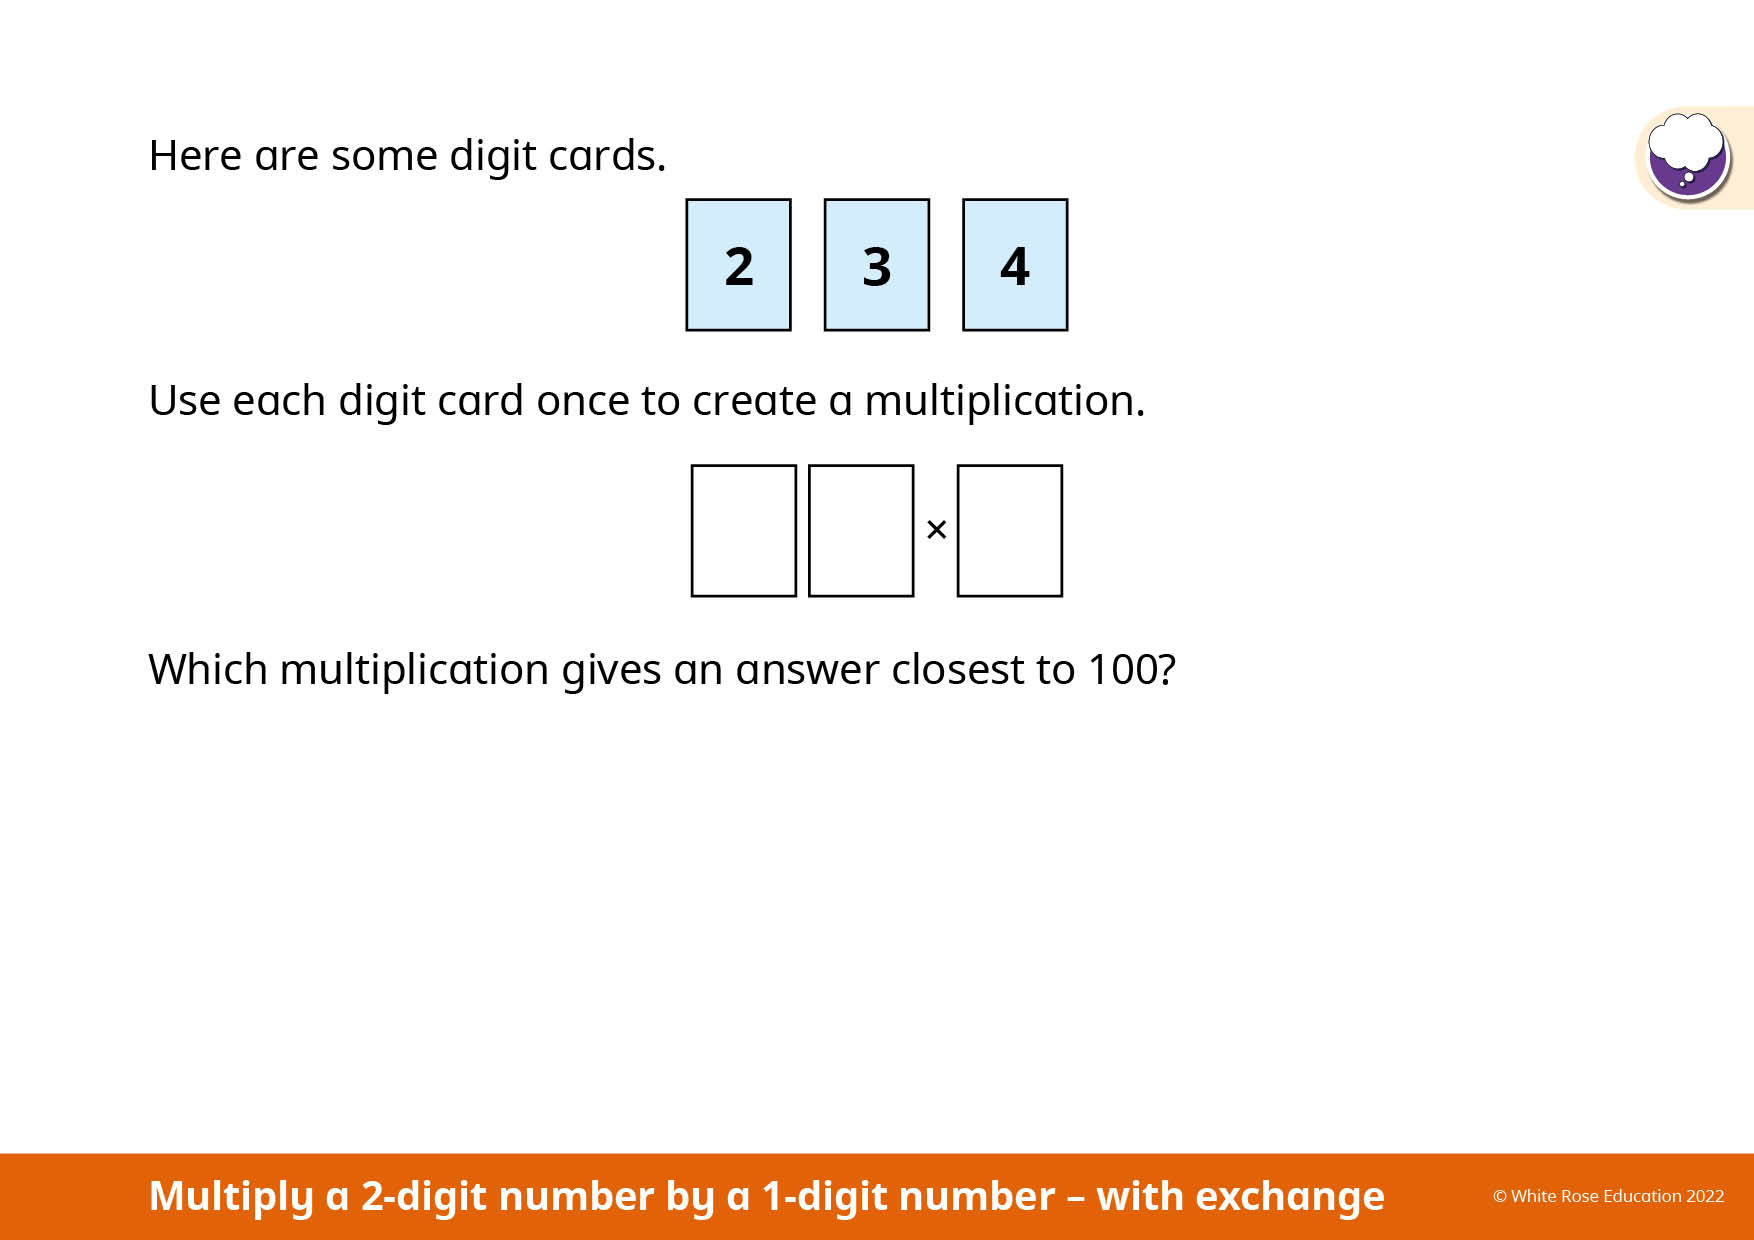 Here are some digit cards.
2 3 4
Use each digit card once to create a multiplication.
×
Which multiplication gives an answer closest to 100?
Multiply a 2-digit number by a 1-digit number – with exchange
© White Rose Education 2022